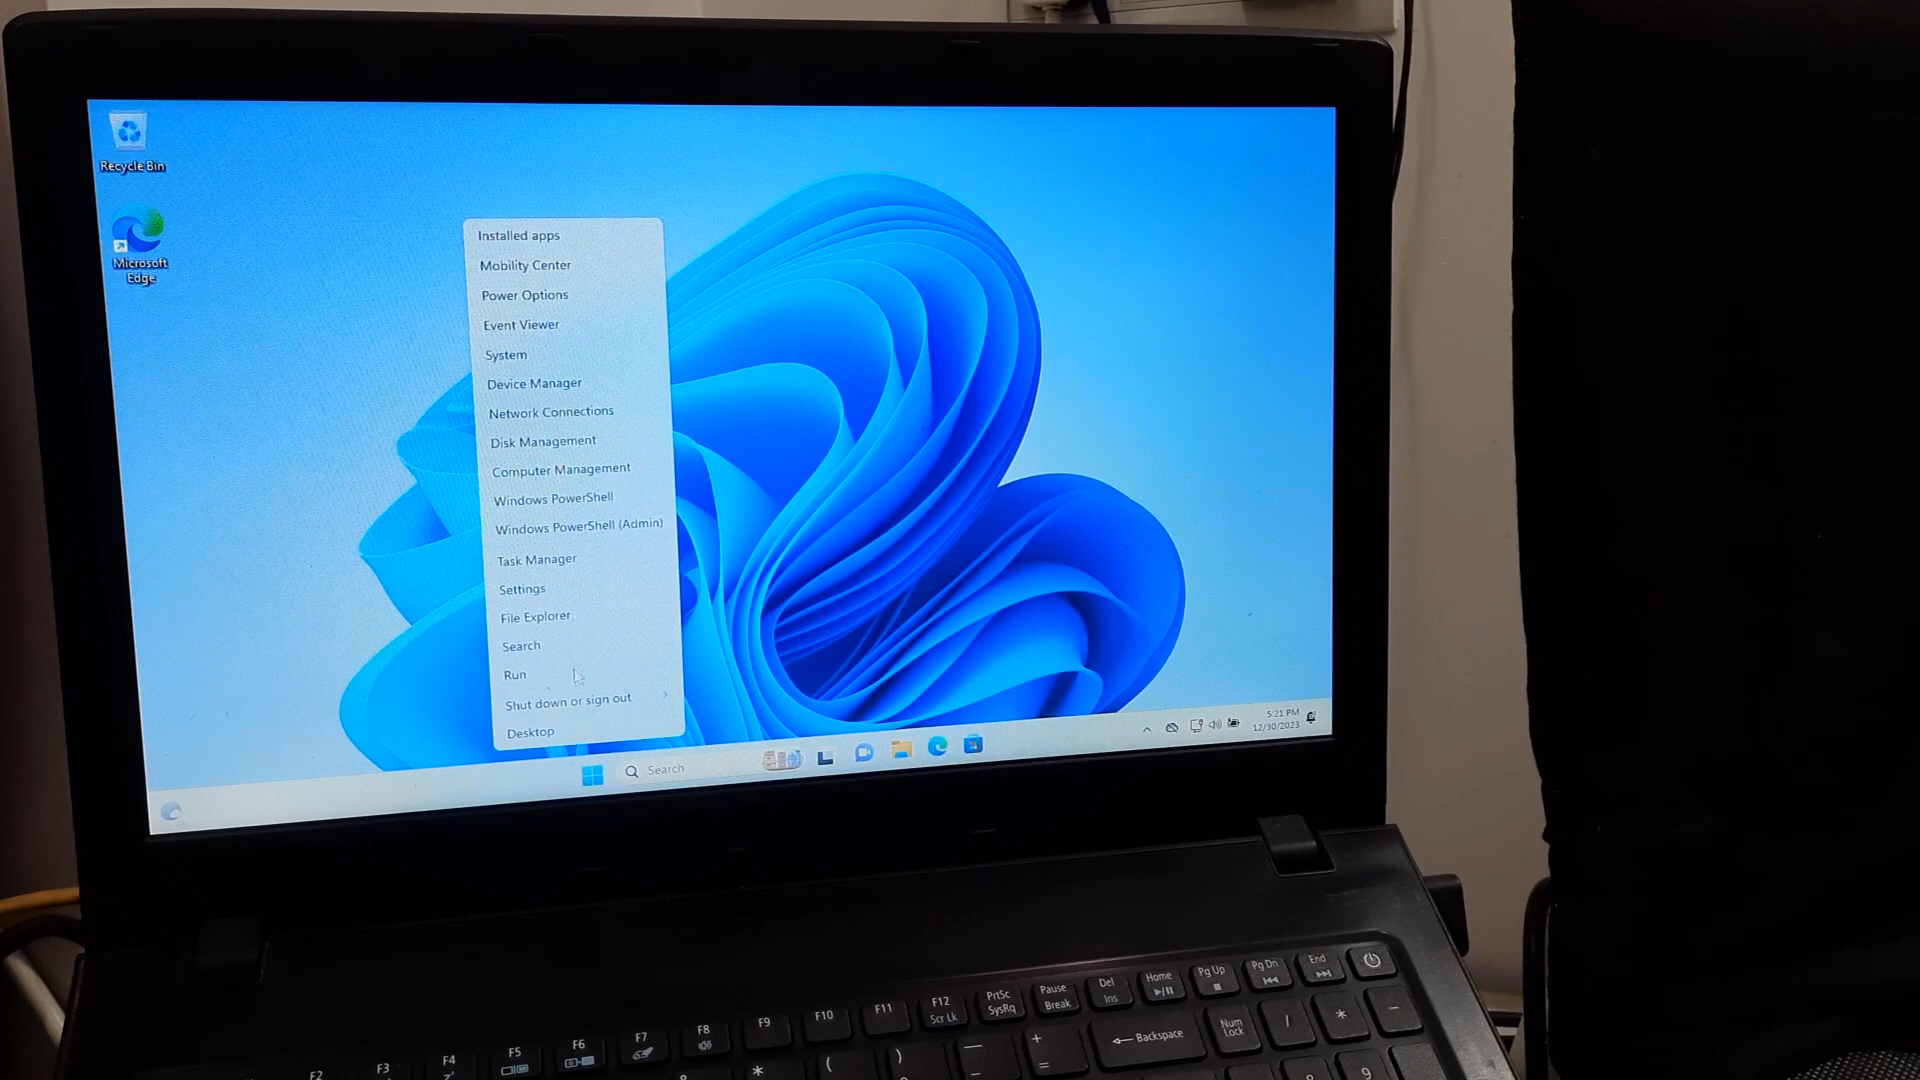 Recycle Bin
Microsoft
Edge
Installed apps
Mobility Center
Power Options
Event Viewer
System
Device Manager
Network Connections
Disk Management
Computer Management
Windows PowerShell
Windows PowerShell (Admin)
Task Manager
Settings
File Explorer
Search
Run
Shut down or sign out
Desktop
Search
5:21 PM
12/30/2023
F2
F3
F4
F5
F6
F7
F8
F9
F10
F11
F12
Scr Lk
PrtSc
SysRq
Pause
Break
Del
Ins
Home
Pg Up
Pg Dn
End
*
(
)
—
-
+
=
Backspace
Num
Lock
/
*
-
9